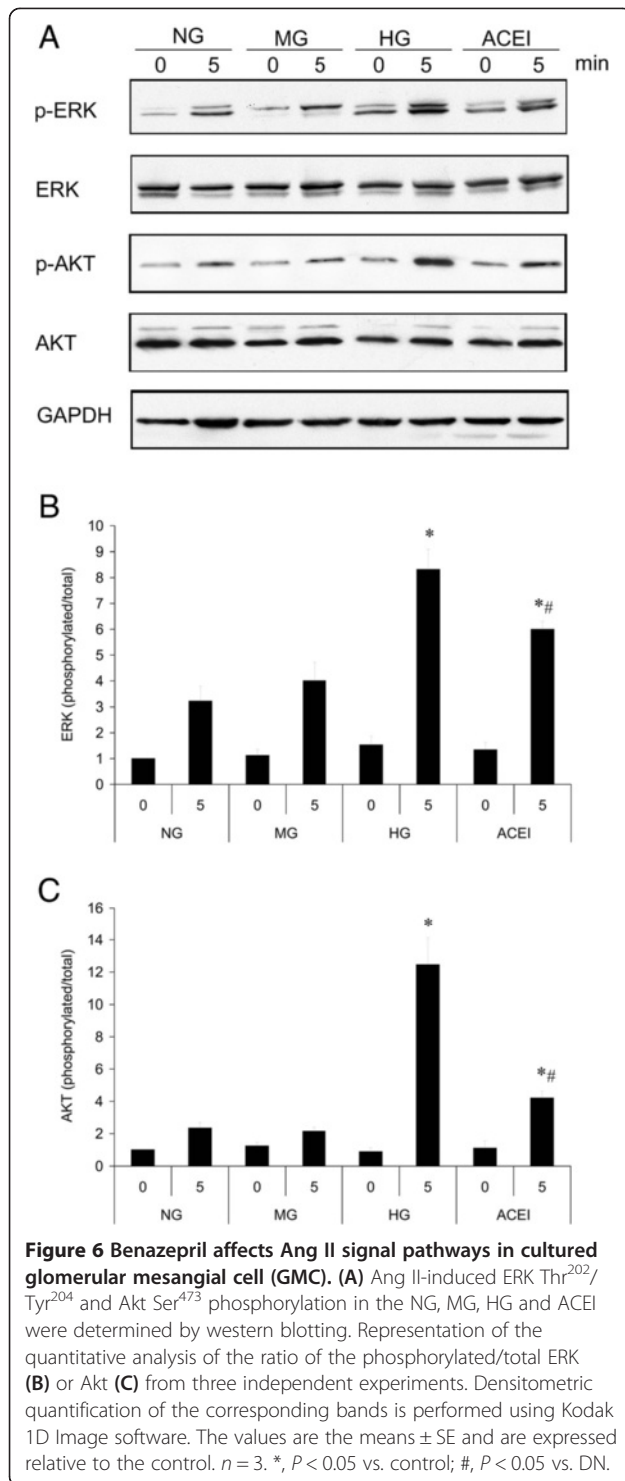 A
NG MG HG ACEI
0 5 0 5 0 5 0 5 min
p-ERK
ERK
p-AKT
AKT
GAPDH
B
ERK (phosphorylated/total)
10
9
8
7
6
5
4
3
2
1
0
*
*#
0 5 0 5 0 5 0 5
NG MG HG ACEI
C
AKT (phosphorylated/total)
16
14
12
10
8
6
4
2
0
*
*#
0 5 0 5 0 5 0 5
NG MG HG ACEI
Figure 6 Benazepril affects Ang II signal pathways in cultured
glomerular mesangial cell (GMC). (A) Ang II-induced ERK Thr202/
Tyr204 and Akt Ser473 phosphorylation in the NG, MG, HG and ACEI
were determined by western blotting. Representation of the
quantitative analysis of the ratio of the phosphorylated/total ERK
(B) or Akt (C) from three independent experiments. Densitometric
quantification of the corresponding bands is performed using Kodak
1D Image software. The values are the means ± SE and are expressed
relative to the control. n = 3. *, P < 0.05 vs. control; #, P < 0.05 vs. DN.